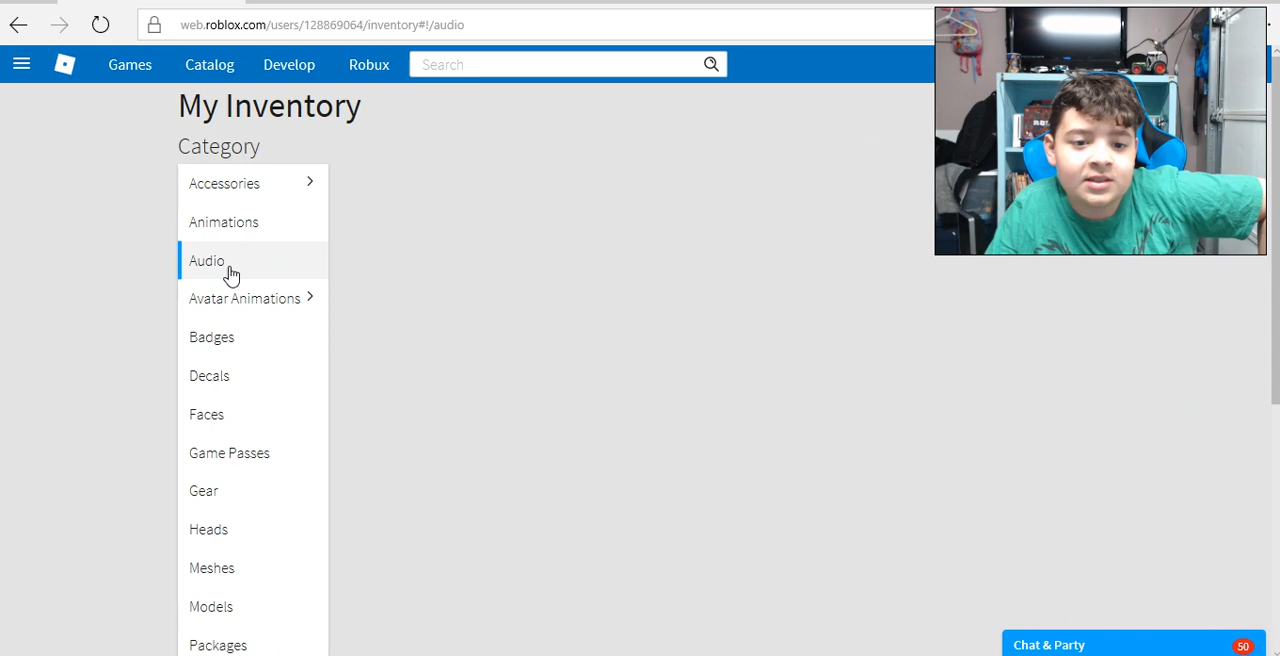 web.roblox.com/users/128869064/inventory#!/audio
Games Catalog Develop Robux Search
My Inventory
Category
Accessories
Animations
Audio
Avatar Animations
Badges
Decals
Faces
Game Passes
Gear
Heads
Meshes
Models
Packages
Chat & Party 50